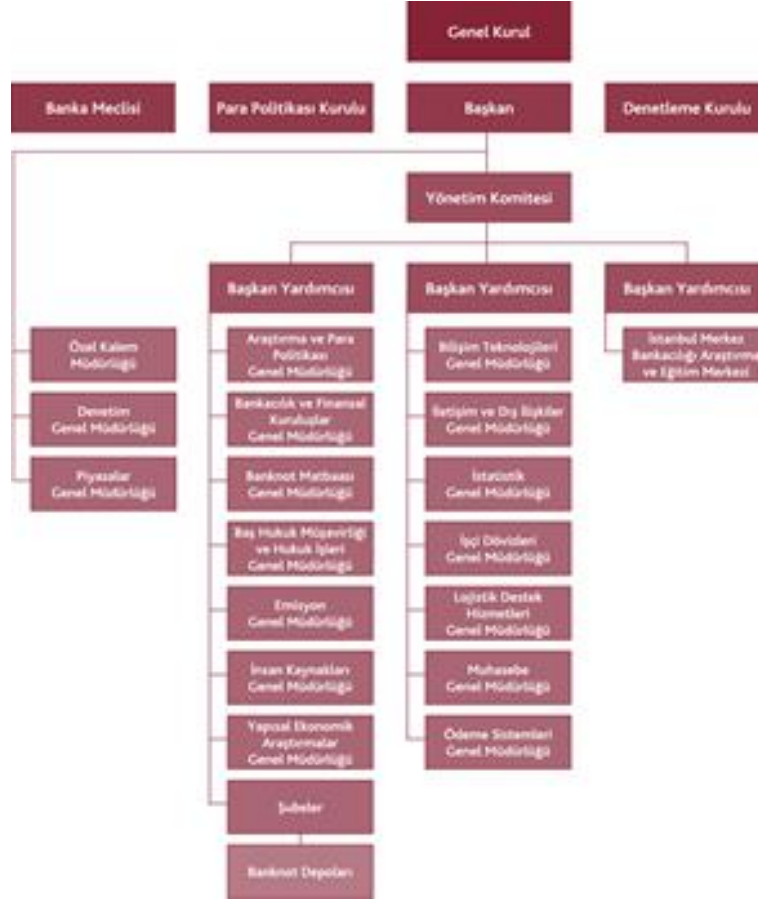 Genel Kurul
Banka Meclisi
Para Politikası Kurulu
Başkan
Denetleme Kurulu
Yönetim Komitesi
Başkan Yardımcısı
Başkan Yardımcısı
Başkan Yardımcısı
Özel Kalem
Müdürlüğü
Denetim
Genel Müdürlüğü
Piyasalar
Genel Müdürlüğü
Araştırma ve Para
Politikası
Genel Müdürlüğü
Bankacılık ve Finansal
Kuruluşlar
Genel Müdürlüğü
Banknot Matbaası
Genel Müdürlüğü
Baş Hukuk Müşavirliği
ve Hukuk İşleri
Genel Müdürlüğü
Emisyon
Genel Müdürlüğü
İnsan Kaynakları
Genel Müdürlüğü
Yapısal Ekonomik
Araştırmalar
Genel Müdürlüğü
Şubeler
Banknot Depoları
Bilişim Teknolojileri
Genel Müdürlüğü
İletişim ve Dış İlişkiler
Genel Müdürlüğü
İstatistik
Genel Müdürlüğü
İşçi Dövizleri
Genel Müdürlüğü
Lojistik Destek
Hizmetleri
Genel Müdürlüğü
Muhasebe
Genel Müdürlüğü
Ödeme Sistemleri
Genel Müdürlüğü
İstanbul Merkez
Bankacılığı Araştırma
ve Eğitim Merkezi